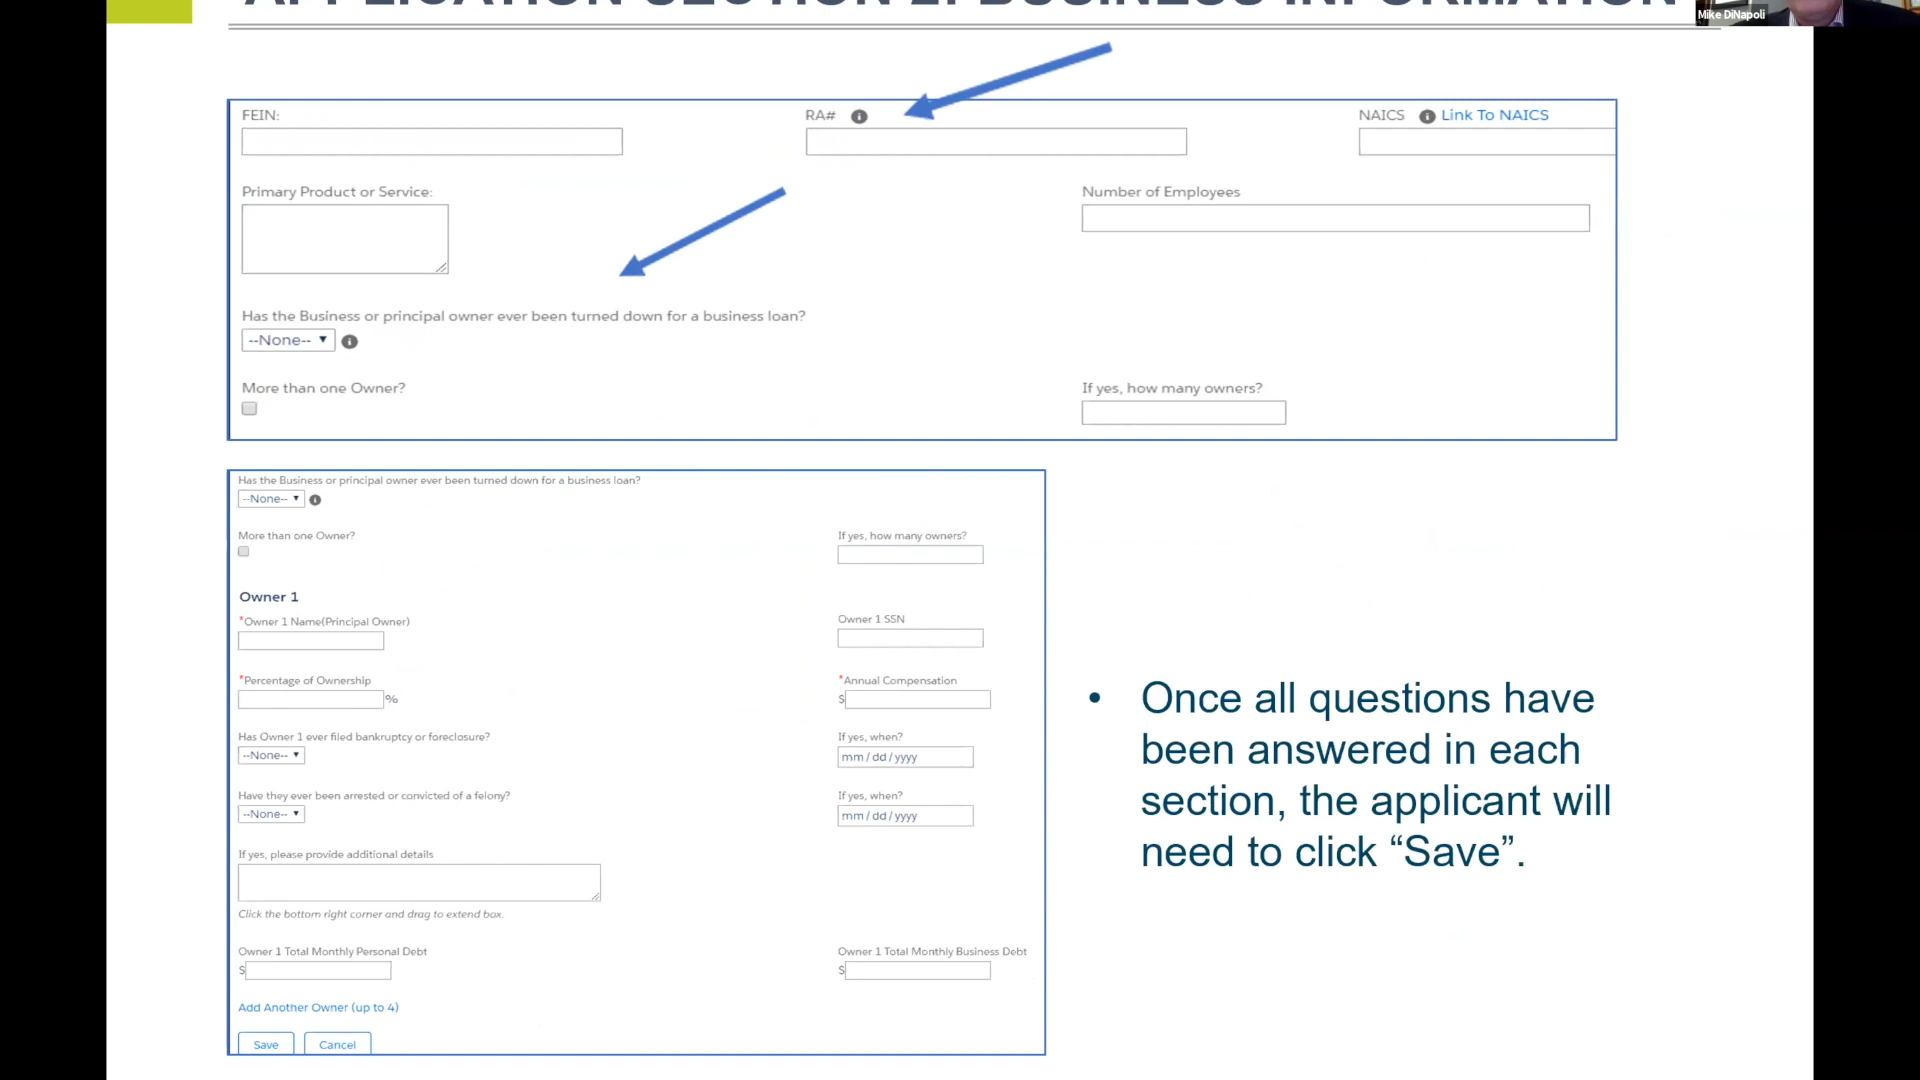 APPLICATION SECTION 2: BUSINESS INFORMATION
Mike DiNapoli
FEIN: RA# NAICS Link To NAICS
Primary Product or Service: Number of Employees
Has the Business or principal owner ever been turned down for a business loan?
--None--
More than one Owner? If yes, how many owners?
Has the Business or principal owner ever been turned down for a business loan?
--None--
More than one Owner? If yes, how many owners?
Owner 1
*Owner 1 Name(Principal Owner) Owner 1 SSN
*Percentage of Ownership *Annual Compensation
% $
Has Owner 1 ever filed bankruptcy or foreclosure? If yes, when?
--None-- mm / dd / yyyy
Have they ever been arrested or convicted of a felony? If yes, when?
--None-- mm / dd / yyyy
If yes, please provide additional details
Click the bottom right corner and drag to extend box.
Owner 1 Total Monthly Personal Debt Owner 1 Total Monthly Business Debt
$ $
Add Another Owner (up to 4)
Save Cancel
• Once all questions have
been answered in each
section, the applicant will
need to click “Save”.